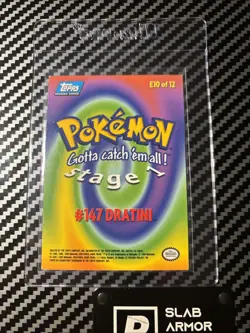 Topps
E10 of 12
POKéMON
Gotta catch 'em all!
stage 1
#147 DRATINI
SLAB
ARMOR